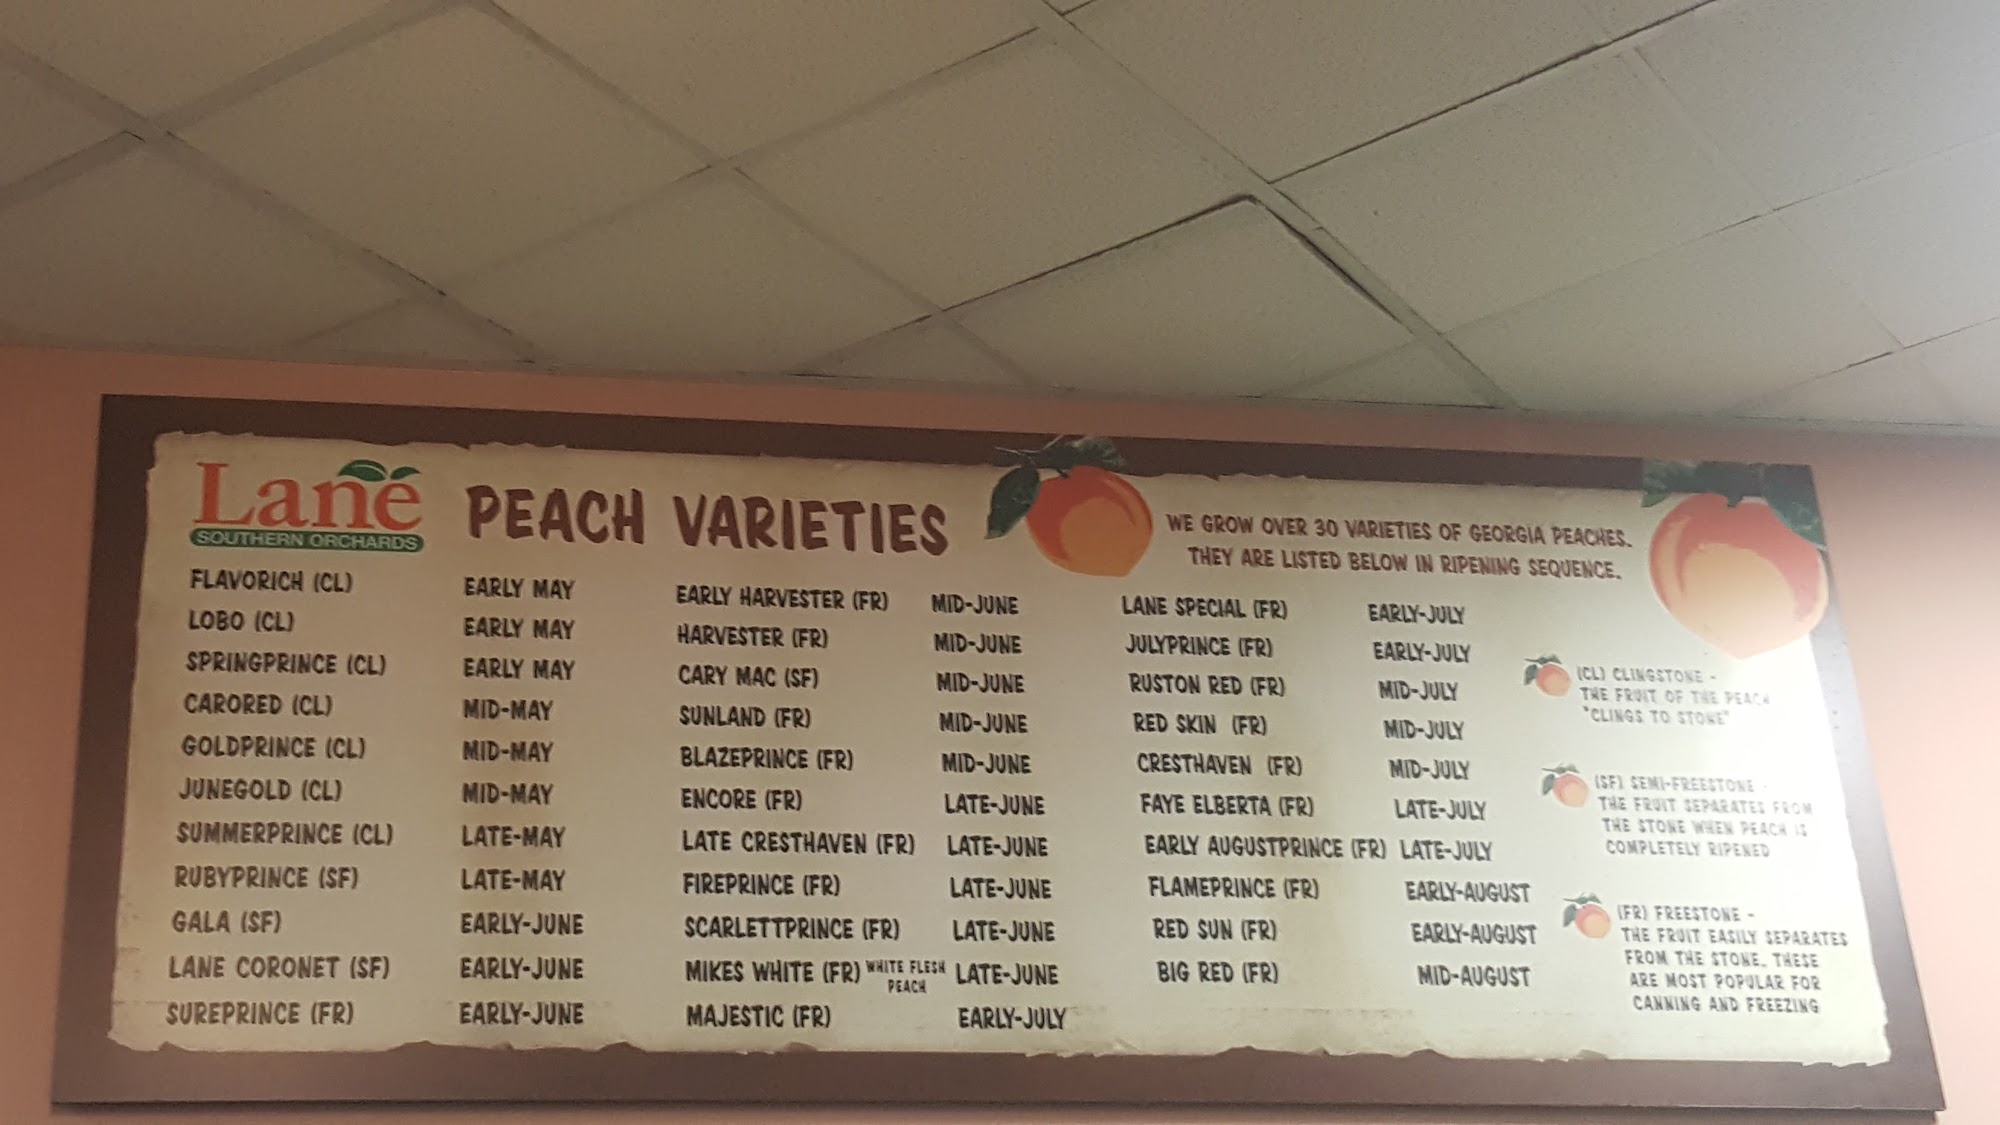 Lane
SOUTHERN ORCHARDS
PEACH VARIETIES
WE GROW OVER 30 VARIETIES OF GEORGIA PEACHES.
THEY ARE LISTED BELOW IN RIPENING SEQUENCE.
FLAVORICH (CL) EARLY MAY
LOBO (CL) EARLY MAY
SPRINGPRINCE (CL) EARLY MAY
CARORED (CL) MID-MAY
GOLDPRINCE (CL) MID-MAY
JUNEGOLD (CL) MID-MAY
SUMMERPRINCE (CL) LATE-MAY
RUBYPRINCE (SF) LATE-MAY
GALA (SF) EARLY-JUNE
LANE CORONET (SF) EARLY-JUNE
SUREPRINCE (FR) EARLY-JUNE
EARLY HARVESTER (FR) MID-JUNE
HARVESTER (FR) MID-JUNE
CARY MAC (SF) MID-JUNE
SUNLAND (FR) MID-JUNE
BLAZEPRINCE (FR) MID-JUNE
ENCORE (FR) LATE-JUNE
LATE CRESTHAVEN (FR) LATE-JUNE
FIREPRINCE (FR) LATE-JUNE
SCARLETTPRINCE (FR) LATE-JUNE
MIKES WHITE (FR) WHITE FLESH PEACH LATE-JUNE
MAJESTIC (FR) EARLY-JULY
LANE SPECIAL (FR) EARLY-JULY
JULYPRINCE (FR) EARLY-JULY
RUSTON RED (FR) MID-JULY
RED SKIN (FR) MID-JULY
CRESTHAVEN (FR) MID-JULY
FAYE ELBERTA (FR) LATE-JULY
EARLY AUGUSTPRINCE (FR) LATE-JULY
FLAMEPRINCE (FR) EARLY-AUGUST
RED SUN (FR) EARLY-AUGUST
BIG RED (FR) MID-AUGUST
(CL) CLINGSTONE -
THE FRUIT OF THE PEACH
"CLINGS TO STONE"
(SF) SEMI-FREESTONE -
THE FRUIT SEPARATES FROM
THE STONE WHEN PEACH IS
COMPLETELY RIPENED
(FR) FREESTONE -
THE FRUIT EASILY SEPARATES
FROM THE STONE. THESE
ARE MOST POPULAR FOR
CANNING AND FREEZING